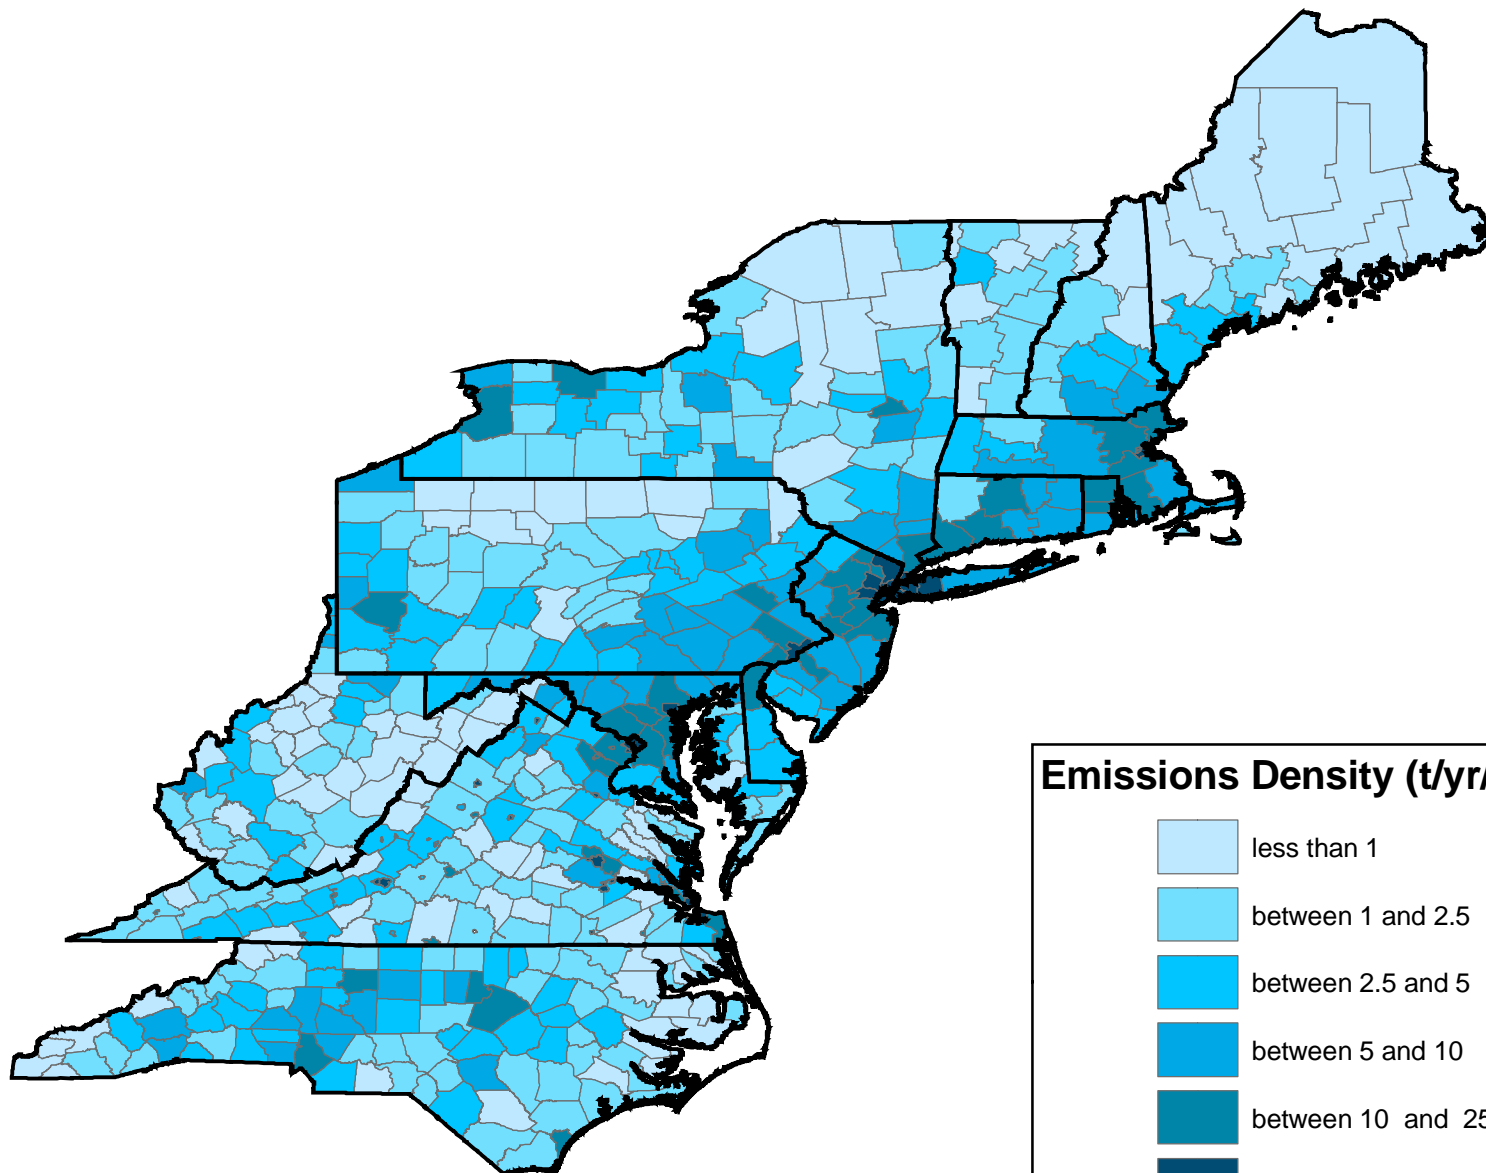 Emissions Density (t/yr/
less than 1
between 1 and 2.5
between 2.5 and 5
between 5 and 10
between 10 and 25